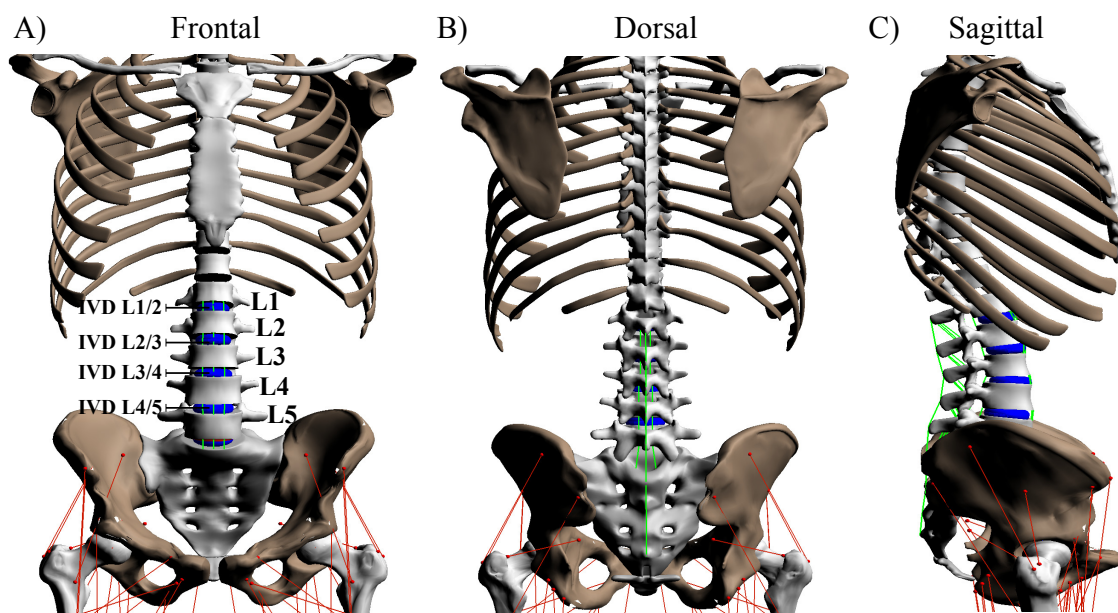 A) Frontal
B) Dorsal
C) Sagittal
IVD L1/2
L1
L2
IVD L2/3
L3
IVD L3/4
L4
IVD L4/5
L5